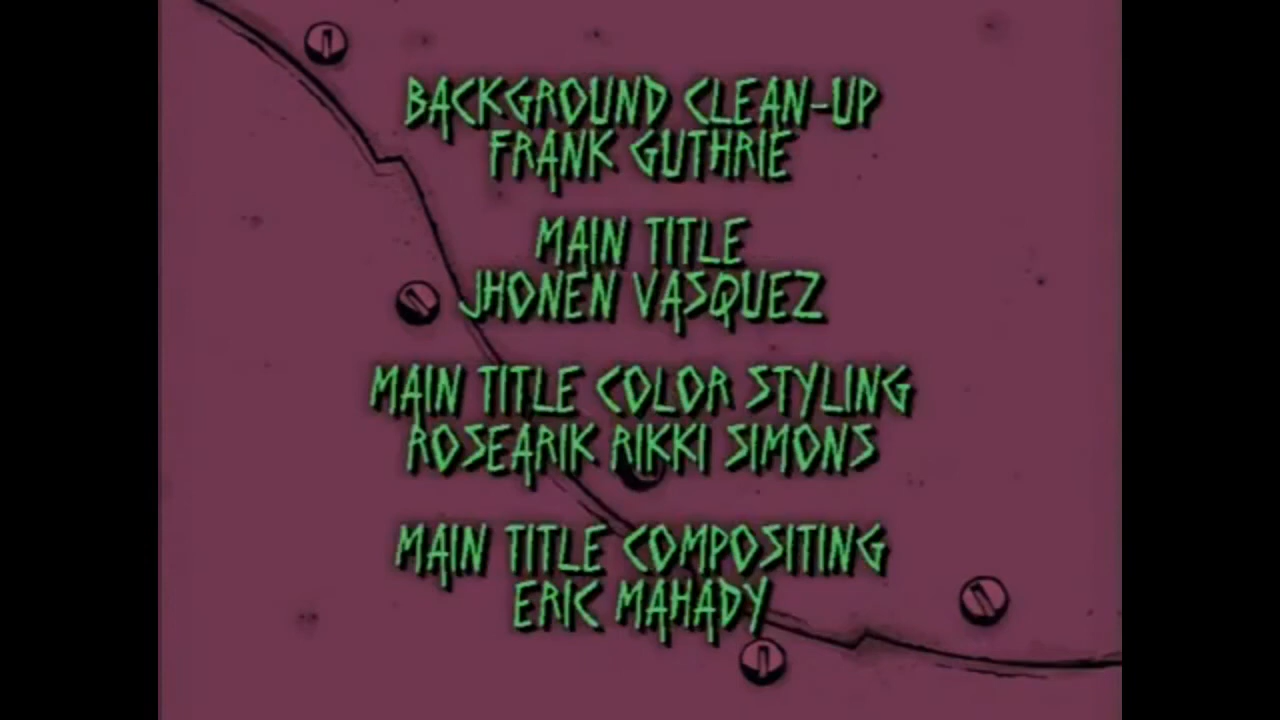 BACKGROUND CLEAN-UP
FRANK GUTHRIE
MAIN TITLE
JHONEN VASQUEZ
MAIN TITLE COLOR STYLING
ROSEARIK RIKKI SIMONS
MAIN TITLE COMPOSITING
ERIC MAHADY